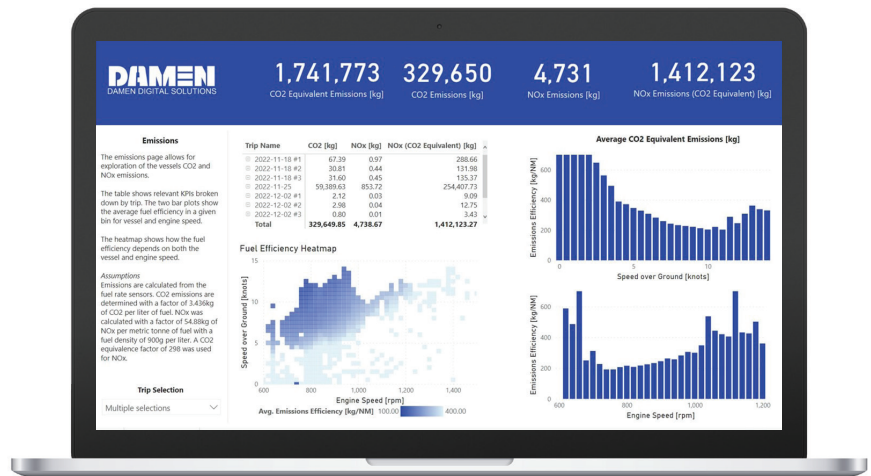 DAMEN
DAMEN DIGITAL SOLUTIONS
1,741,773
CO2 Equivalent Emissions [kg]
329,650
CO2 Emissions [kg]
4,731
NOx Emissions [kg]
1,412,123
NOx Emissions (CO2 Equivalent) [kg]
Emissions
The emissions page allows for
exploration of the vessels CO2 and
NOx emissions.
The table shows relevant KPIs broken
down by trip. The two bar plots show
the average fuel efficiency in a given
bin for vessel and engine speed.
The heatmap shows how the fuel
efficiency depends on both the
vessel and engine speed.
Assumptions
Emissions are calculated from the
fuel rate sensors. CO2 emissions are
determined with a factor of 3.436kg
of CO2 per liter of fuel. NOx was
calculated with a factor of 54.88kg of
NOx per metric tonne of fuel with a
fuel density of 900g per liter. A CO2
equivalence factor of 298 was used
for NOx.
Trip Selection
Multiple selections
Trip Name CO2 [kg] NOx [kg] NOx (CO2 Equivalent) [kg]
2022-11-18 #1 67.39 0.97 288.66
2022-11-18 #2 30.81 0.44 131.98
2022-11-18 #3 31.60 0.45 135.37
2022-11-25 59,389.63 853.72 254,407.73
2022-12-02 #1 2.12 0.03 9.09
2022-12-02 #2 2.98 0.04 12.75
2022-12-02 #3 0.80 0.01 3.43
Total 329,649.85 4,738.67 1,412,123.27
Fuel Efficiency Heatmap
Speed over Ground [knots]
15
10
5
0
600 800 1,000 1,200 1,400
Engine Speed [rpm]
Avg. Emissions Efficiency [kg/NM] 100.00 400.00
Average CO2 Equivalent Emissions [kg]
Emissions Efficiency [kg/NM]
600
400
200
0
0 5 10
Speed over Ground [knots]
Emissions Efficiency [kg/NM]
600
400
200
0
600 800 1,000 1,200
Engine Speed [rpm]